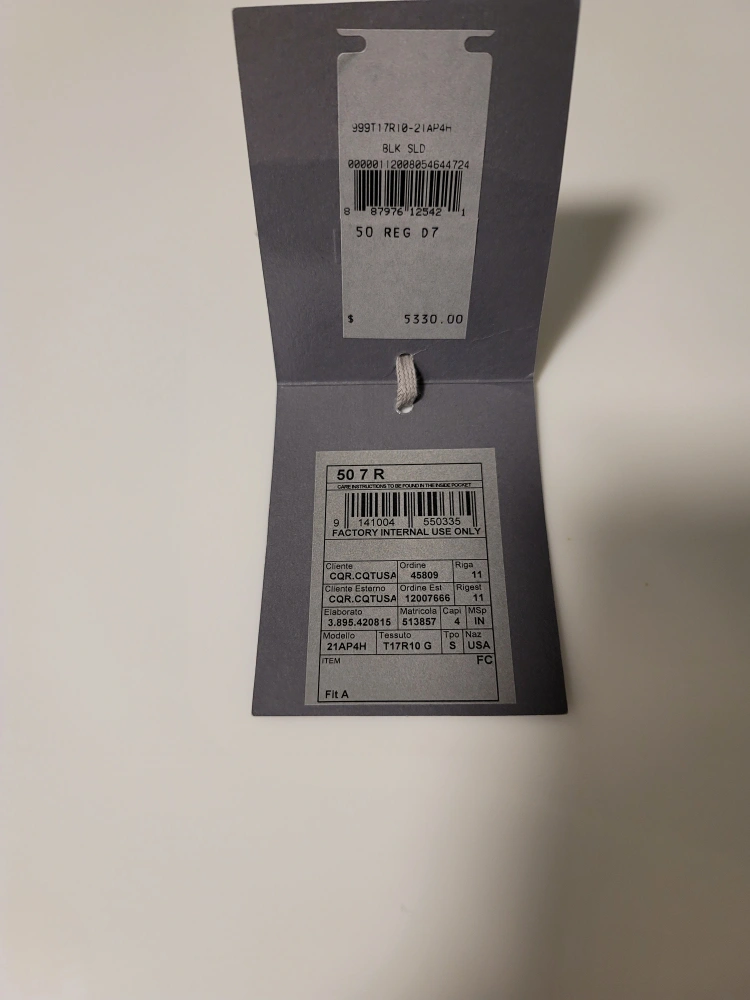 999T17R10-21AP4H
BLK SLD
00000112008054644724
8 87976 12542 1
50 REG D7
$ 5330.00
50 7 R
CARE INSTRUCTIONS TO BE FOUND IN THE INSIDE POCKET
9 141004 550335
FACTORY INTERNAL USE ONLY
Cliente Ordine Riga
CQR.CQTUSA 45809 11
Cliente Esterno Ordine Est Rigest
CQR.CQTUSA 12007666 11
Elaborato Matricola Capi MSp
3.895.420815 513857 4 IN
Modello Tessuto Tpo Naz
21AP4H T17R10 G S USA
ITEM FC
Fit A